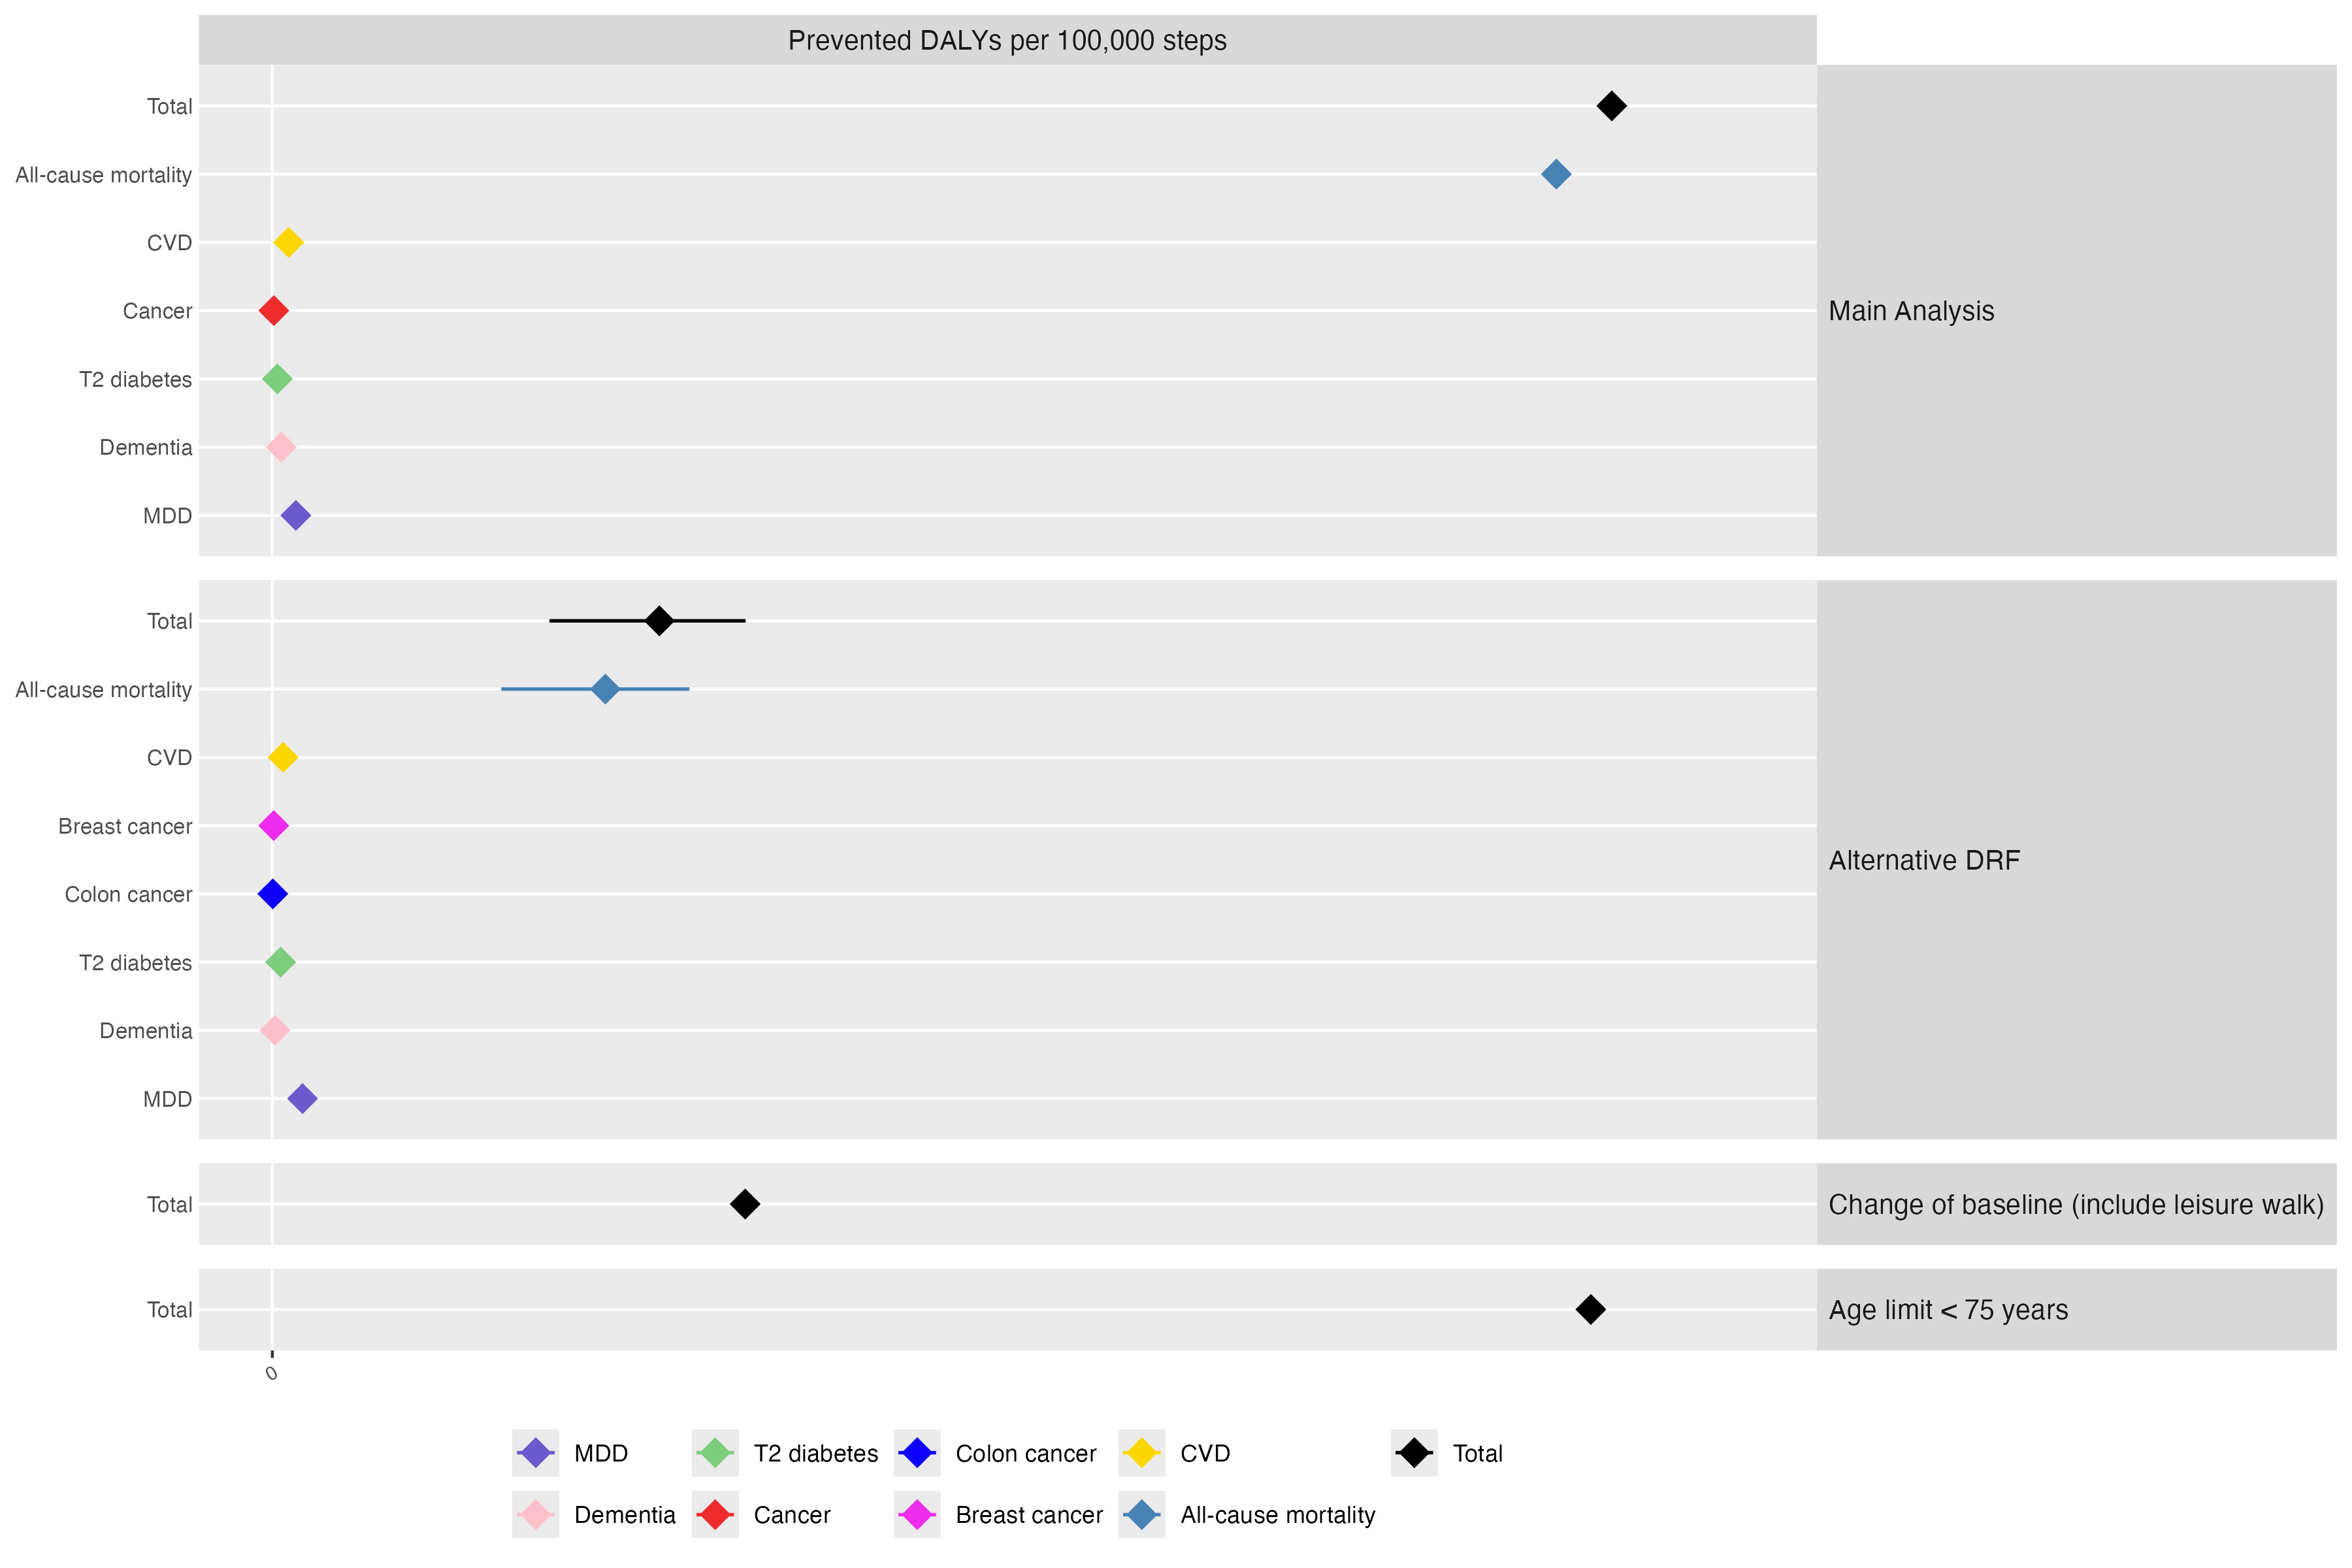 Prevented DALYs per 100,000 steps
Total
All-cause mortality
CVD
Cancer
T2 diabetes
Dementia
MDD
Main Analysis
Total
All-cause mortality
CVD
Breast cancer
Colon cancer
T2 diabetes
Dementia
MDD
Alternative DRF
Total
Change of baseline (include leisure walk)
Total
Age limit < 75 years
0
MDD
T2 diabetes
Colon cancer
CVD
Total
Dementia
Cancer
Breast cancer
All-cause mortality